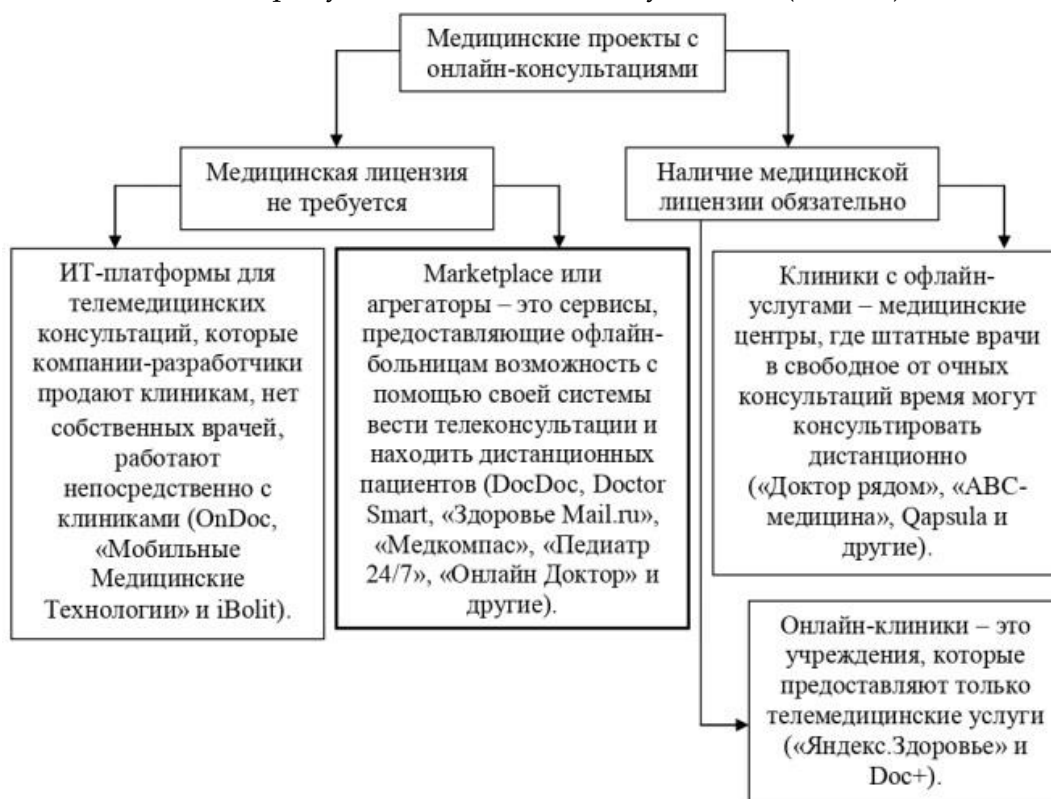 Медицинские проекты с
онлайн-консультациями
Медицинская лицензия
не требуется
Наличие медицинской
лицензии обязательно
ИТ-платформы для
телемедицинских
консультаций, которые
компании-разработчики
продают клиникам, нет
собственных врачей,
работают
непосредственно с
клиниками (OnDoc,
«Мобильные
Медицинские
Технологии» и iBolit).
Marketplace или
агрегаторы – это сервисы,
предоставляющие офлайн-
больницам возможность с
помощью своей системы
вести телеконсультации и
находить дистанционных
пациентов (DocDoc, Doctor
Smart, «Здоровье Mail.ru»,
«Медкомпас», «Педиатр
24/7», «Онлайн Доктор» и
другие).
Клиники с офлайн-
услугами – медицинские
центры, где штатные врачи
в свободное от очных
консультаций время могут
консультировать
дистанционно
(«Доктор рядом», «ABC-
медицина», Qapsula и
другие).
Онлайн-клиники – это
учреждения, которые
предоставляют только
телемедицинские услуги
(«Яндекс.Здоровье» и
Doc+).